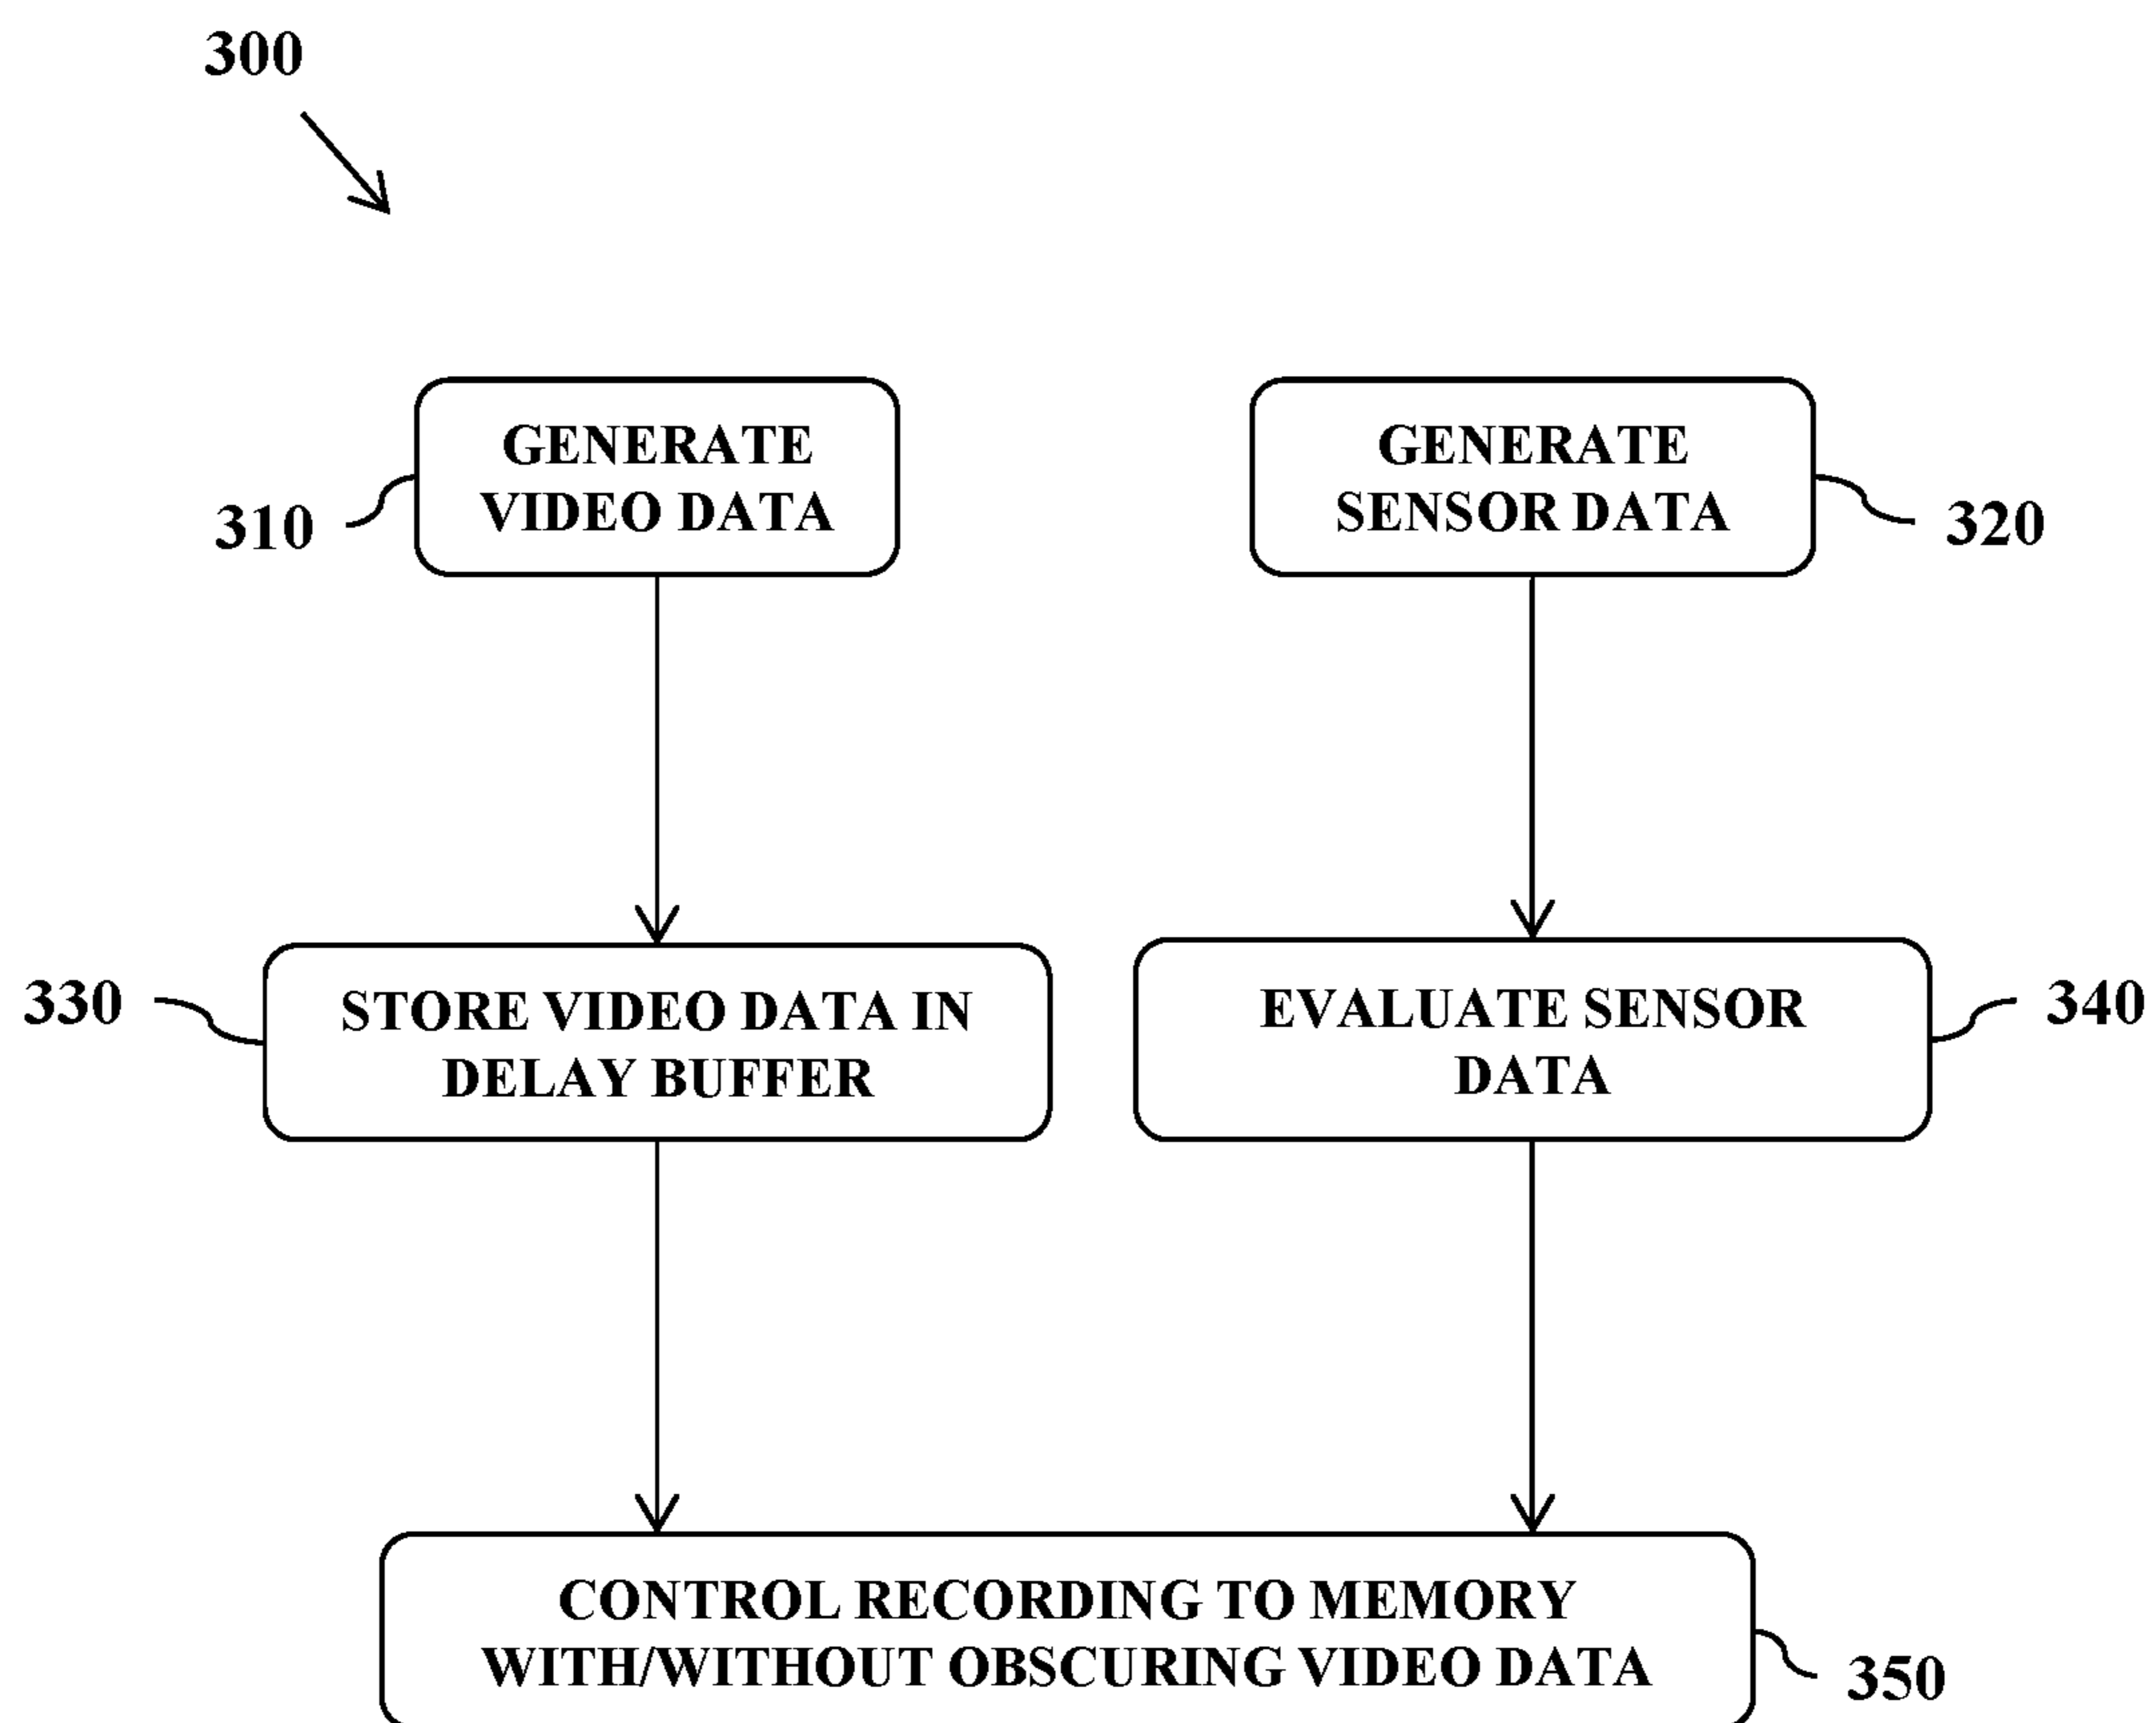 300
GENERATE
VIDEO DATA
310
GENERATE
SENSOR DATA
320
STORE VIDEO DATA IN
DELAY BUFFER
330
EVALUATE SENSOR
DATA
340
CONTROL RECORDING TO MEMORY
WITH/WITHOUT OBSCURING VIDEO DATA
350